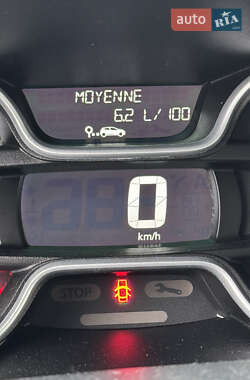 AUTO.RIA
MOYENNE
6.2 L/100
0
km/h
STOP